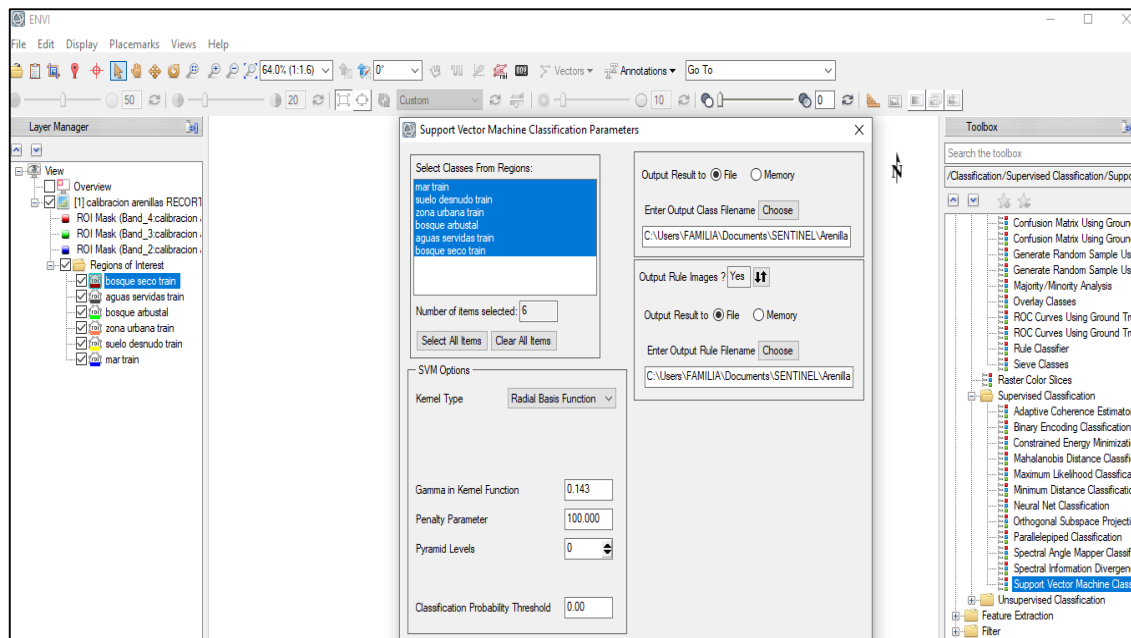 ENVI
File Edit Display Placemarks Views Help
64.0% (1:1.6) 0° Vectors Annotations Go To
50 20 Custom 10 0
Layer Manager
View
Overview
[1] calibracion arenillas RECORT
ROI Mask (Band_4:calibracion
ROI Mask (Band_3:calibracion
ROI Mask (Band_2:calibracion
Regions of Interest
bosque seco train
aguas servidas train
bosque arbustal
zona urbana train
suelo desnudo train
mar train
Support Vector Machine Classification Parameters
Select Classes From Regions:
mar train
suelo desnudo train
zona urbana train
bosque arbustal
aguas servidas train
bosque seco train
Number of items selected: 6
Select All Items Clear All Items
SVM Options
Kernel Type Radial Basis Function
Gamma in Kernel Function 0.143
Penalty Parameter 100.000
Pyramid Levels 0
Classification Probability Threshold 0.00
Output Result to File Memory
Enter Output Class Filename Choose
C:\Users\FAMILIA\Documents\SENTINEL\Arenilla
Output Rule Images ? Yes
Output Result to File Memory
Enter Output Rule Filename Choose
C:\Users\FAMILIA\Documents\SENTINEL\Arenilla
N
Toolbox
Search the toolbox
/Classification/Supervised Classification/Suppo
Confusion Matrix Using Groun
Confusion Matrix Using Groun
Generate Random Sample Us
Generate Random Sample Us
Majority/Minority Analysis
Overlay Classes
ROC Curves Using Ground Tr
ROC Curves Using Ground Tr
Rule Classifier
Sieve Classes
Raster Color Slices
Supervised Classification
Adaptive Coherence Estimator
Binary Encoding Classification
Constrained Energy Minimizati
Mahalanobis Distance Classifi
Maximum Likelihood Classifica
Minimum Distance Classificatio
Neural Net Classification
Orthogonal Subspace Projecti
Parallelepiped Classification
Spectral Angle Mapper Classif
Spectral Information Divergen
Support Vector Machine Class
Unsupervised Classification
Feature Extraction
Filter